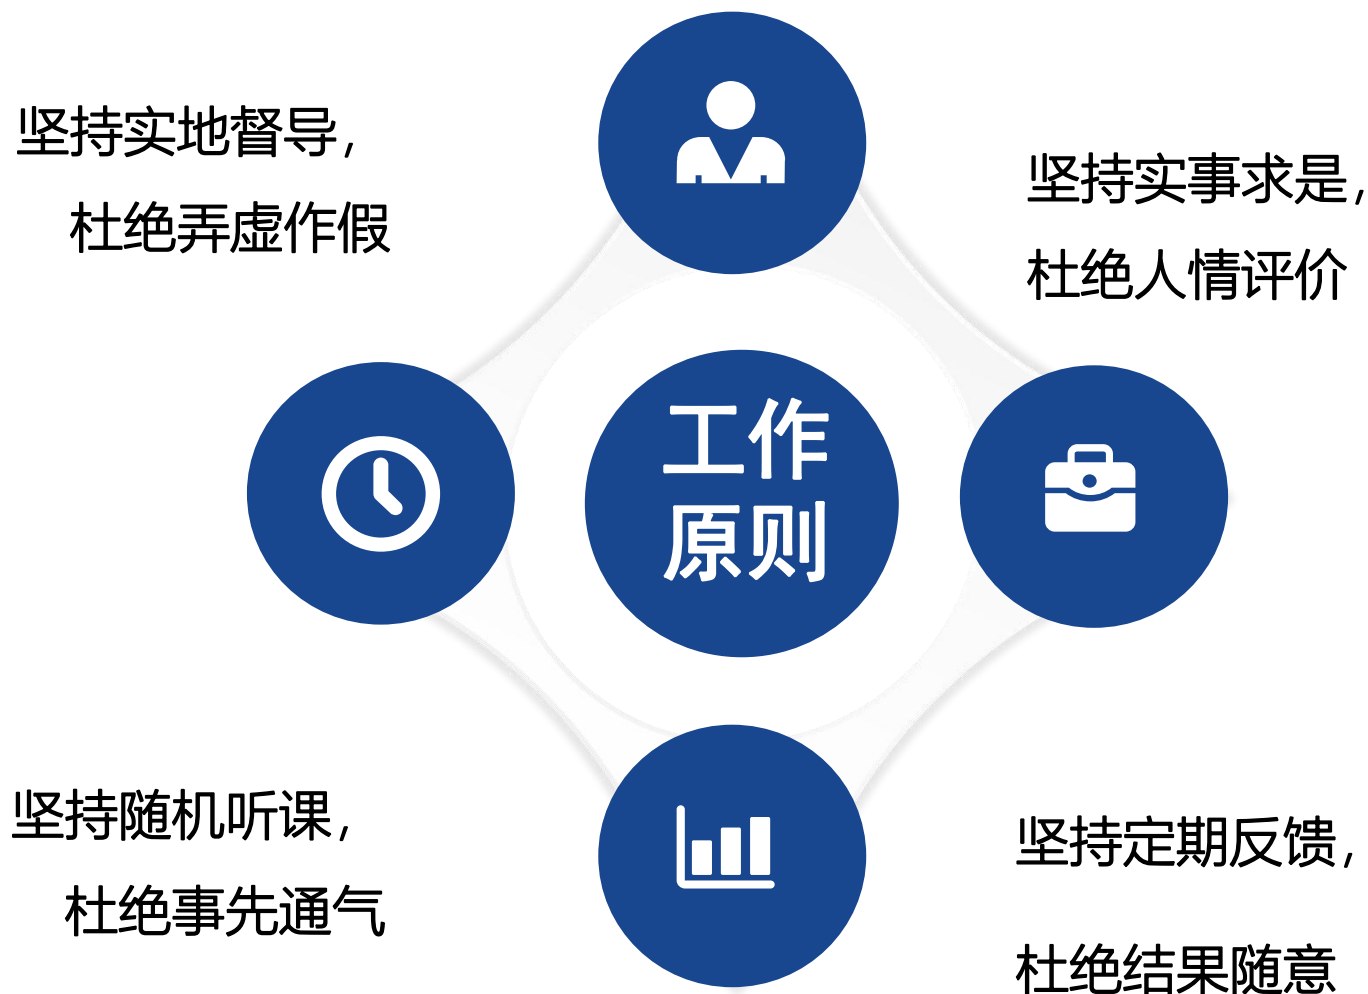 坚持实地督导，
杜绝弄虚作假
坚持实事求是，
杜绝人情评价
工作
原则
坚持随机听课，
杜绝事先通气
坚持定期反馈，
杜绝结果随意